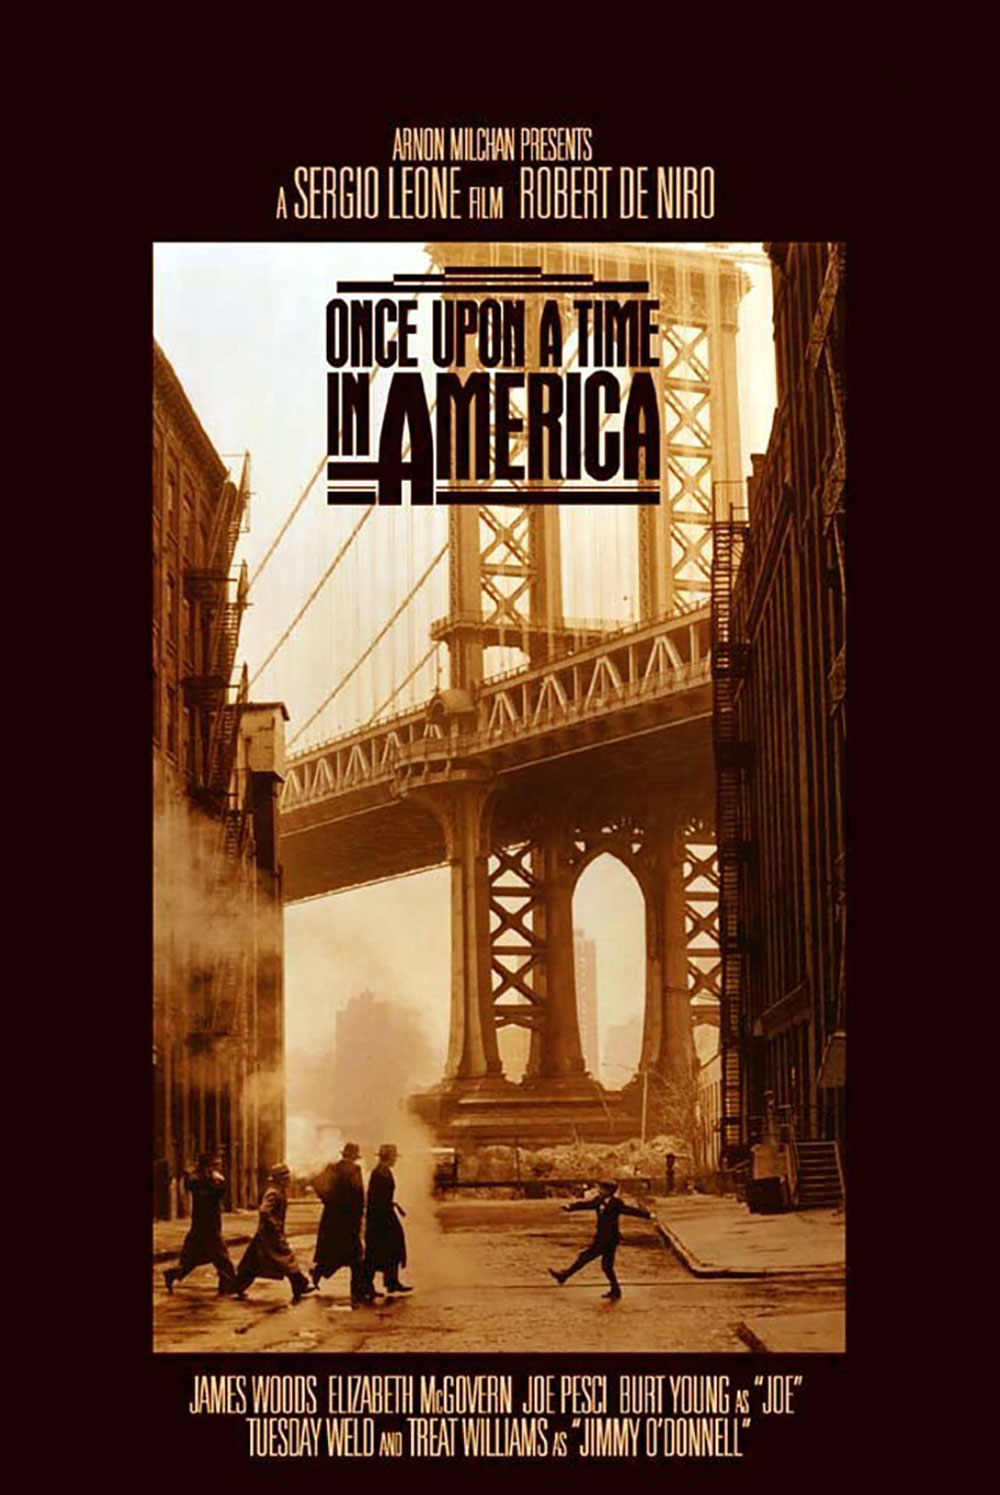 ARNON MILCHAN PRESENTS
A SERGIO LEONE FILM ROBERT DE NIRO
ONCE UPON A TIME
IN AMERICA
JAMES WOODS ELIZABETH McGOVERN JOE PESCI BURT YOUNG AS "JOE"
TUESDAY WELD AND TREAT WILLIAMS AS "JIMMY O'DONNELL"